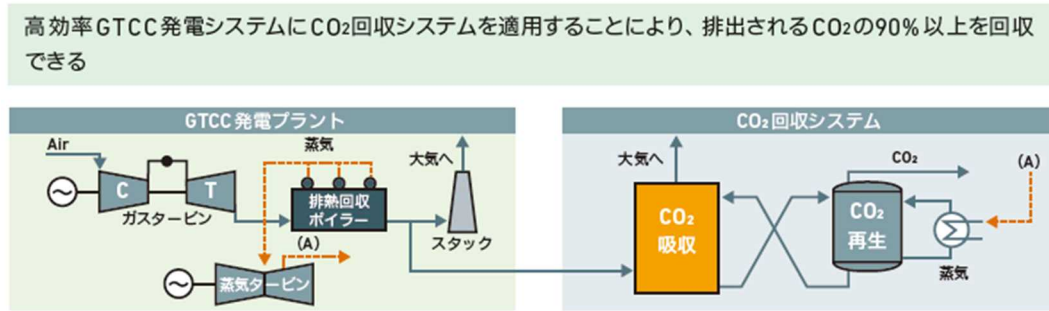 高効率GTCC発電システムにCO₂回収システムを適用することにより、排出されるCO₂の90%以上を回収
できる
GTCC発電プラント
Air
蒸気
大気へ
C
T
ガスタービン
排熱回収
ボイラー
スタック
(A)
蒸気タービン
CO₂回収システム
大気へ
CO₂
(A)
CO₂
吸収
CO₂
再生
蒸気